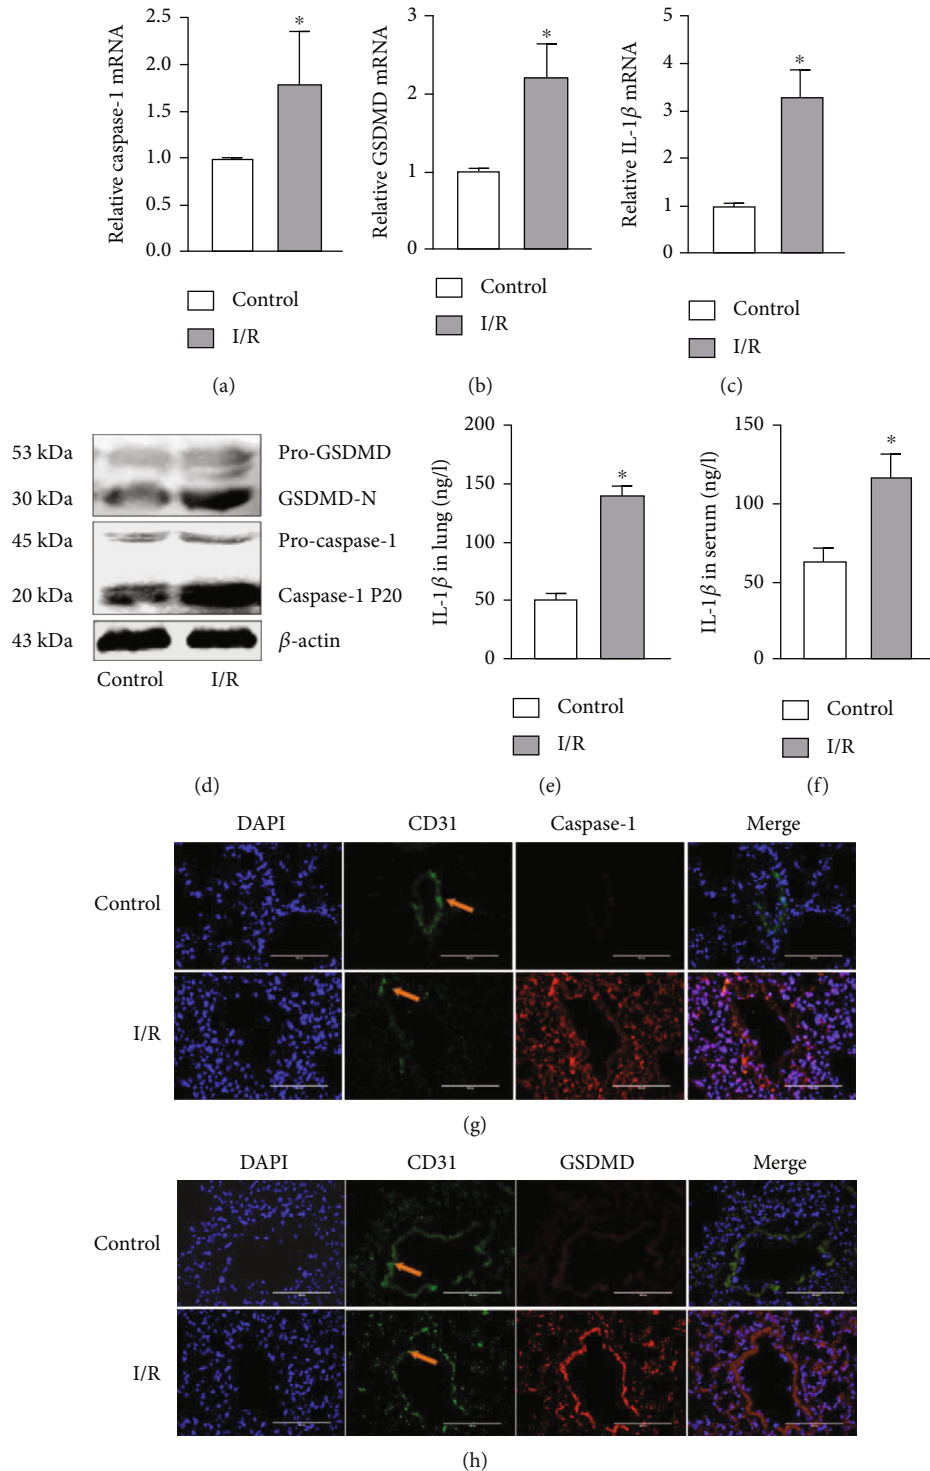 2.5
2.0
1.5
1.0
0.5
0.0
Relative caspase-1 mRNA
*
Control
I/R
(a)
3
2
1
0
Relative GSDMD mRNA
*
Control
I/R
(b)
5
4
3
2
1
0
Relative IL-1β mRNA
*
Control
I/R
(c)
53 kDa Pro-GSDMD
30 kDa GSDMD-N
45 kDa Pro-caspase-1
20 kDa Caspase-1 P20
43 kDa β-actin
Control I/R
(d)
200
150
100
50
0
IL-1β in lung (ng/l)
*
Control
I/R
(e)
150
100
50
0
IL-1β in serum (ng/l)
*
Control
I/R
(f)
DAPI CD31 Caspase-1 Merge
Control
I/R
(g)
DAPI CD31 GSDMD Merge
Control
I/R
(h)